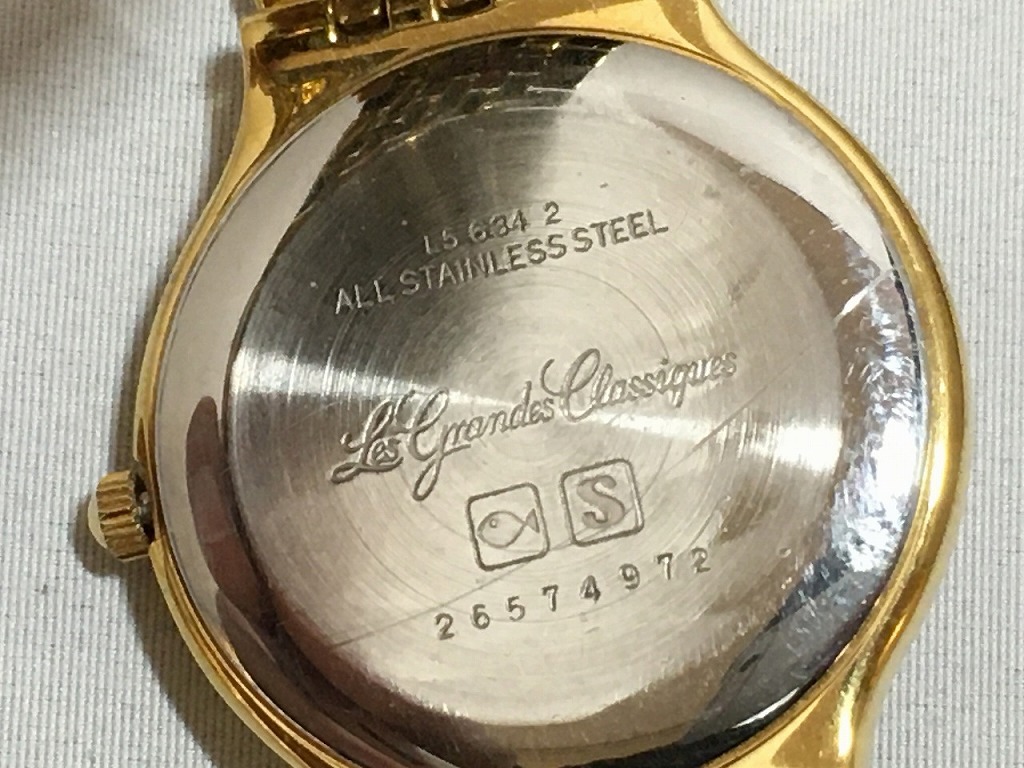 L5 634 2
ALL STAINLESS STEEL
Les Grandes Classiques
S
26574972